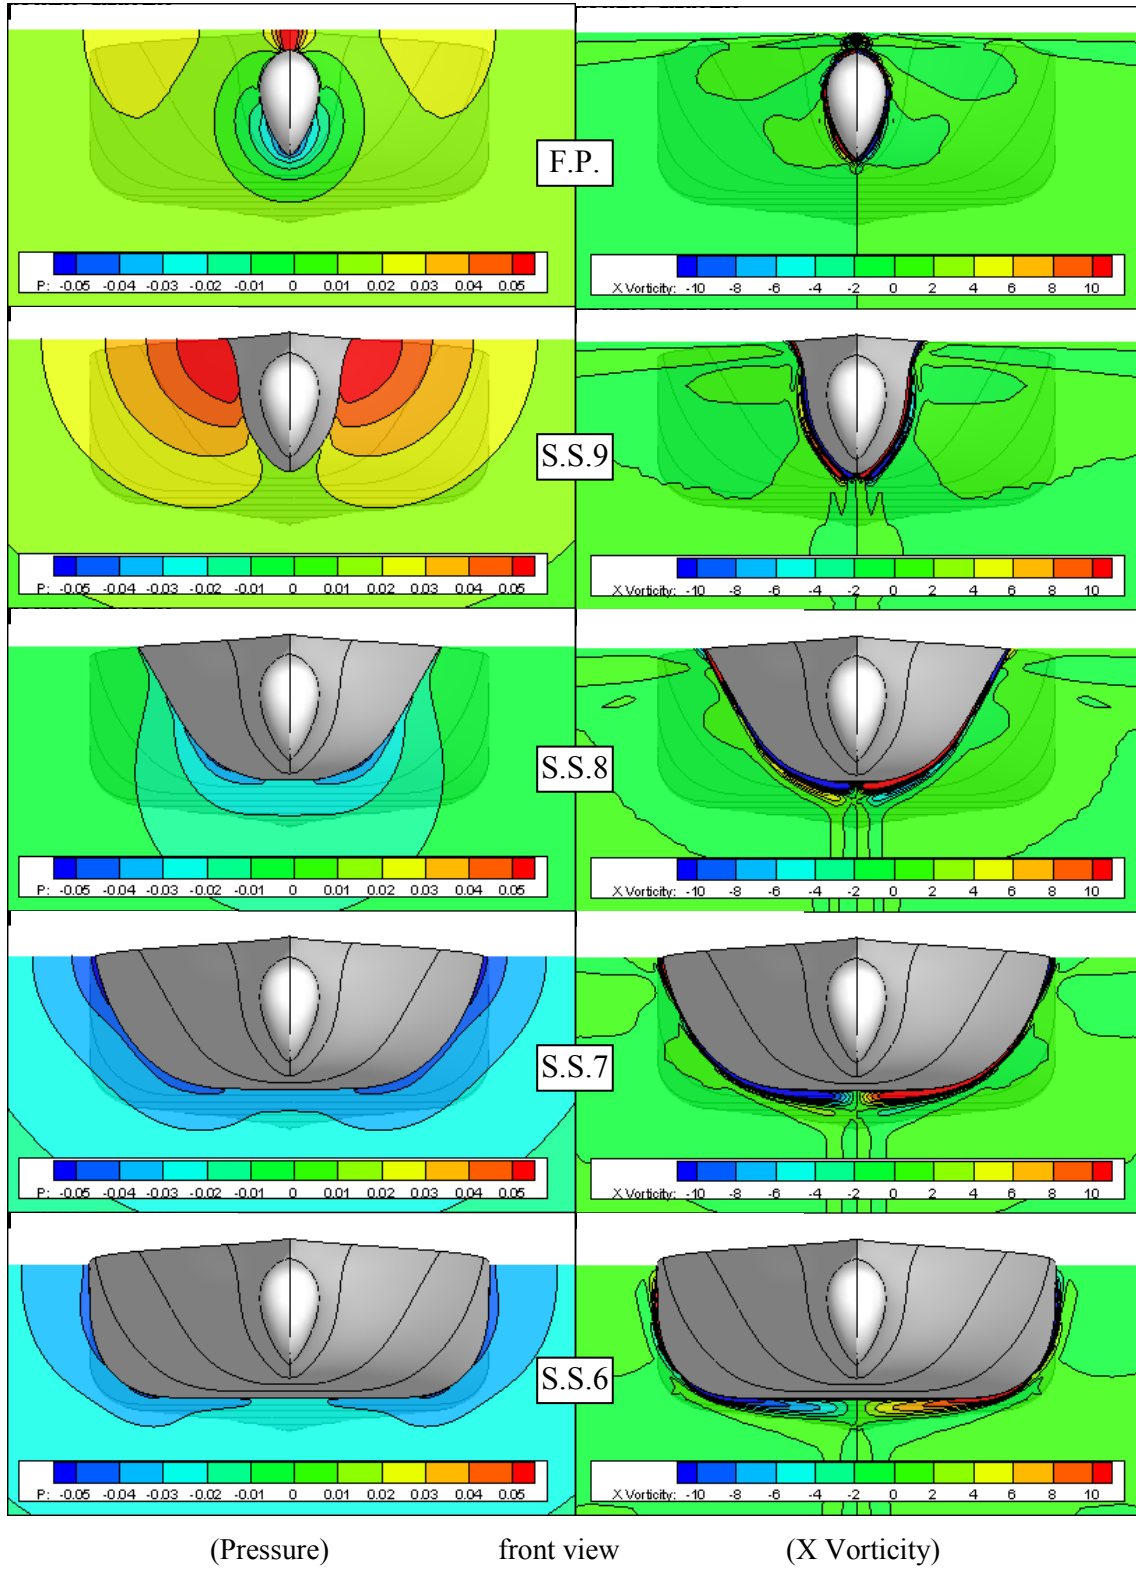 F.P.
P: -0.05 -0.04 -0.03 -0.02 -0.01 0 0.01 0.02 0.03 0.04 0.05
X Vorticity: -10 -8 -6 -4 -2 0 2 4 6 8 10
S.S.9
P: -0.05 -0.04 -0.03 -0.02 -0.01 0 0.01 0.02 0.03 0.04 0.05
X Vorticity: -10 -8 -6 -4 -2 0 2 4 6 8 10
S.S.8
P: -0.05 -0.04 -0.03 -0.02 -0.01 0 0.01 0.02 0.03 0.04 0.05
X Vorticity: -10 -8 -6 -4 -2 0 2 4 6 8 10
S.S.7
P: -0.05 -0.04 -0.03 -0.02 -0.01 0 0.01 0.02 0.03 0.04 0.05
X Vorticity: -10 -8 -6 -4 -2 0 2 4 6 8 10
S.S.6
P: -0.05 -0.04 -0.03 -0.02 -0.01 0 0.01 0.02 0.03 0.04 0.05
X Vorticity: -10 -8 -6 -4 -2 0 2 4 6 8 10
(Pressure) front view (X Vorticity)